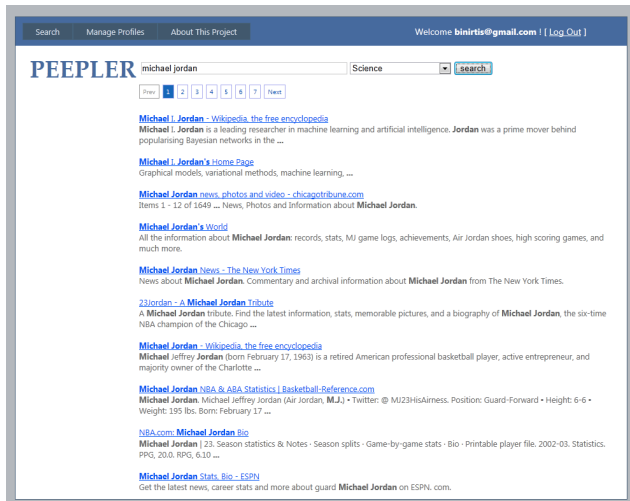 Search Manage Profiles About This Project Welcome binirtis@gmail.com ! [ Log Out ]
PEEPLER michael jordan Science search
Prev 1 2 3 4 5 6 7 Next
Michael I. Jordan - Wikipedia, the free encyclopedia
Michael I. Jordan is a leading researcher in machine learning and artificial intelligence. Jordan was a prime mover behind
popularising Bayesian networks in the ...
Michael I. Jordan's Home Page
Graphical models, variational methods, machine learning, ...
Michael Jordan news, photos and video - chicagotribune.com
Items 1 - 12 of 1649 ... News, Photos and Information about Michael Jordan.
Michael Jordan's World
All the information about Michael Jordan: records, stats, MJ game logs, achievements, Air Jordan shoes, high scoring games, and
much more.
Michael Jordan News - The New York Times
News about Michael Jordan. Commentary and archival information about Michael Jordan from The New York Times.
23Jordan - A Michael Jordan Tribute
A Michael Jordan tribute. Find the latest information, stats, memorable pictures, and a biography of Michael Jordan, the six-time
NBA champion of the Chicago ...
Michael Jordan - Wikipedia, the free encyclopedia
Michael Jeffrey Jordan (born February 17, 1963) is a retired American professional basketball player, active entrepreneur, and
majority owner of the Charlotte ...
Michael Jordan NBA & ABA Statistics | Basketball-Reference.com
Michael Jordan. Michael Jeffrey Jordan (Air Jordan, M.J.) ▪ Twitter: @ MJ23HisAirness. Position: Guard-Forward ▪ Height: 6-6 ▪
Weight: 195 lbs. Born: February 17 ...
NBA.com: Michael Jordan Bio
Michael Jordan | 23. Season statistics & Notes · Season splits · Game-by-game stats · Bio · Printable player file. 2002-03. Statistics.
PPG, 20.0. RPG, 6.10 ...
Michael Jordan Stats, Bio - ESPN
Get the latest news, career stats and more about guard Michael Jordan on ESPN. com.